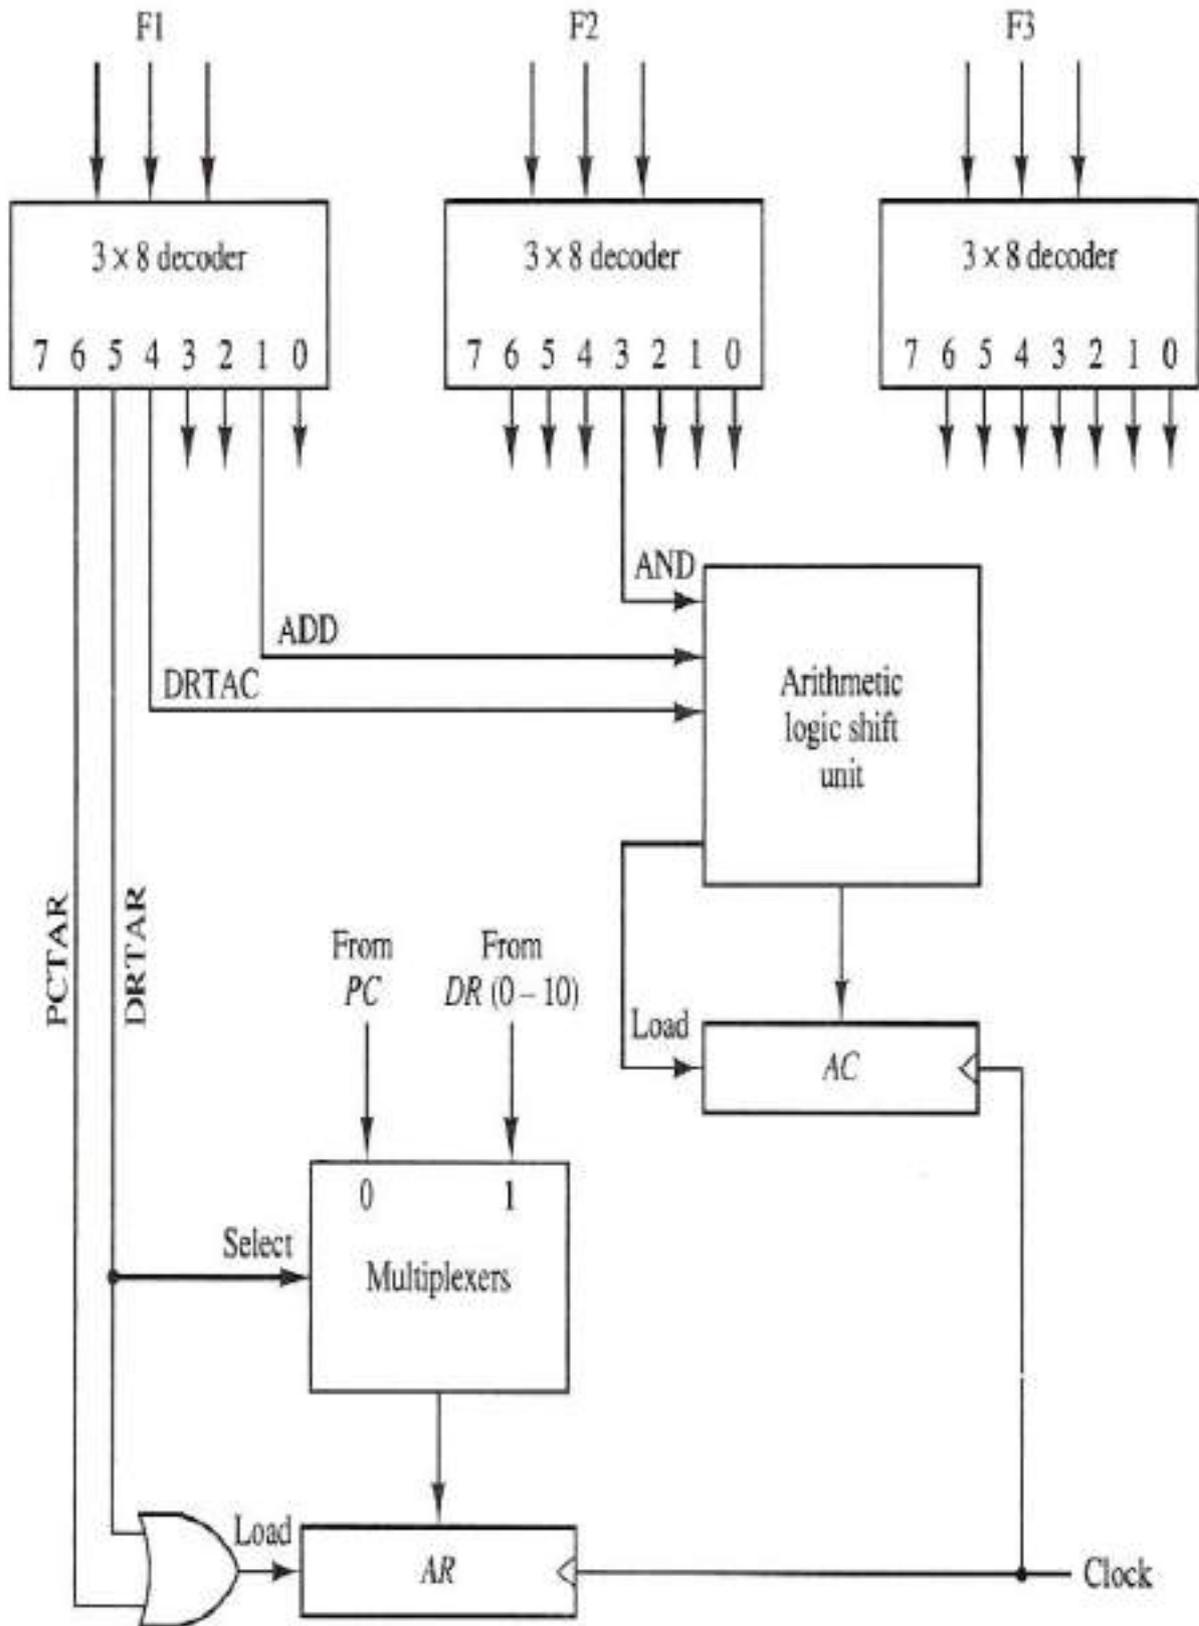 F1
F2
F3
3 × 8 decoder
3 × 8 decoder
3 × 8 decoder
7 6 5 4 3 2 1 0
7 6 5 4 3 2 1 0
7 6 5 4 3 2 1 0
AND
ADD
DRTAC
Arithmetic
logic shift
unit
PCTAR
DRTAR
From
PC
From
DR (0 – 10)
Load
AC
0
1
Select
Multiplexers
Load
AR
Clock